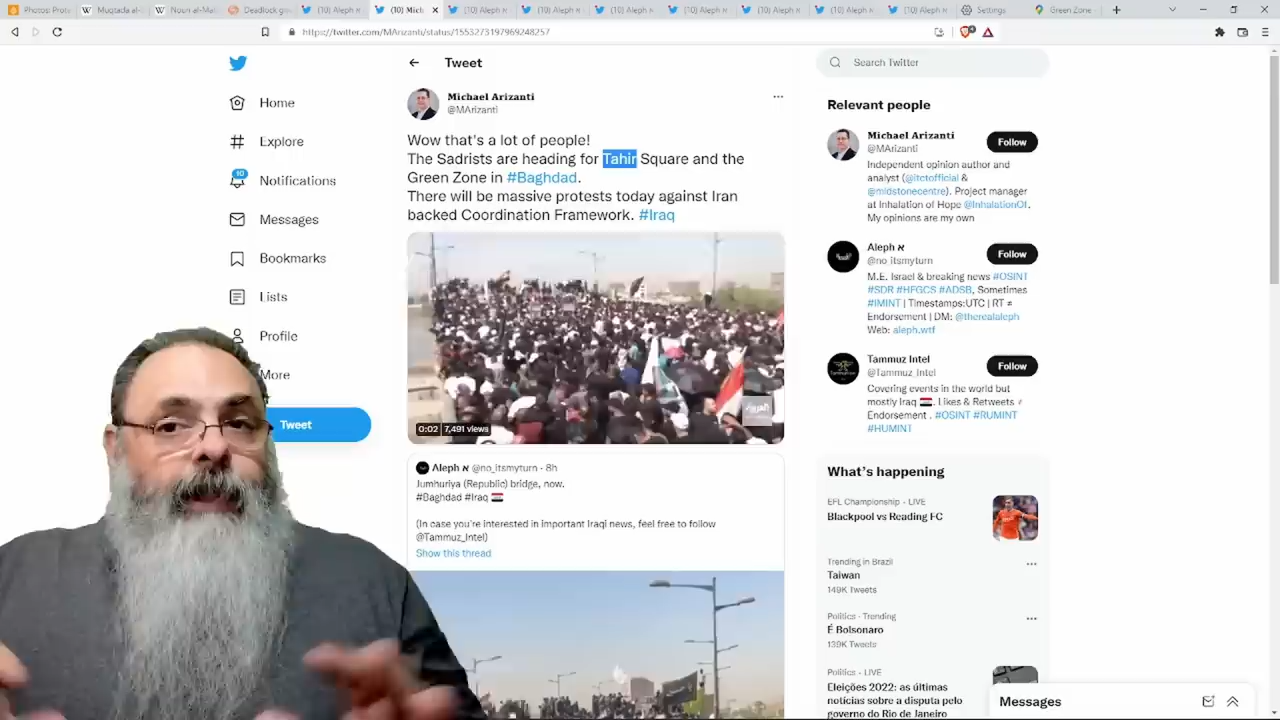 Photos: Prote
Muqtada al-
Nouri al-Mali
Deadlock gov
(10) Aleph א
(10) Mich
(10) Aleph א
(10) Aleph א
(10) Aleph א
(10) Aleph א
(10) Aleph א
(10) Aleph א
(10) Aleph א
Settings
Green Zone
https://twitter.com/MArizanti/status/1553273197969248257
Home
Explore
10
Notifications
Messages
Bookmarks
Lists
Profile
More
Tweet
Tweet
Michael Arizanti
@MArizanti
Wow that's a lot of people!
The Sadrists are heading for Tahir Square and the
Green Zone in #Baghdad.
There will be massive protests today against Iran
backed Coordination Framework. #Iraq
العربية
0:02
7,491 views
Aleph א @no_itsmyturn · 8h
Jumhuriya (Republic) bridge, now.
#Baghdad #Iraq
(In case you're interested in important Iraqi news, feel free to follow
@Tammuz_Intel)
Show this thread
Search Twitter
Relevant people
Michael Arizanti
@MArizanti
Follow
Independent opinion author and
analyst (@itctofficial &
@midstonecentre). Project manager
at Inhalation of Hope @InhalationOf.
My opinions are my own
Aleph א
@no_itsmyturn
Follow
M.E. Israel & breaking news #OSINT
#SDR #HFGCS #ADSB, Sometimes
#IMINT | Timestamps:UTC | RT ≠
Endorsement | DM: @therealaleph
Web: aleph.wtf
Tammuz Intel
@Tammuz_Intel
Follow
Covering events in the world but
mostly Iraq. Likes & Retweets ≠
Endorsement . #OSINT #RUMINT
#HUMINT
What's happening
EFL Championship · LIVE
Blackpool vs Reading FC
Trending in Brazil
Taiwan
149K Tweets
Politics · Trending
É Bolsonaro
139K Tweets
Politics · LIVE
Eleições 2022: as últimas
notícias sobre a disputa pelo
governo do Rio de Janeiro
Messages